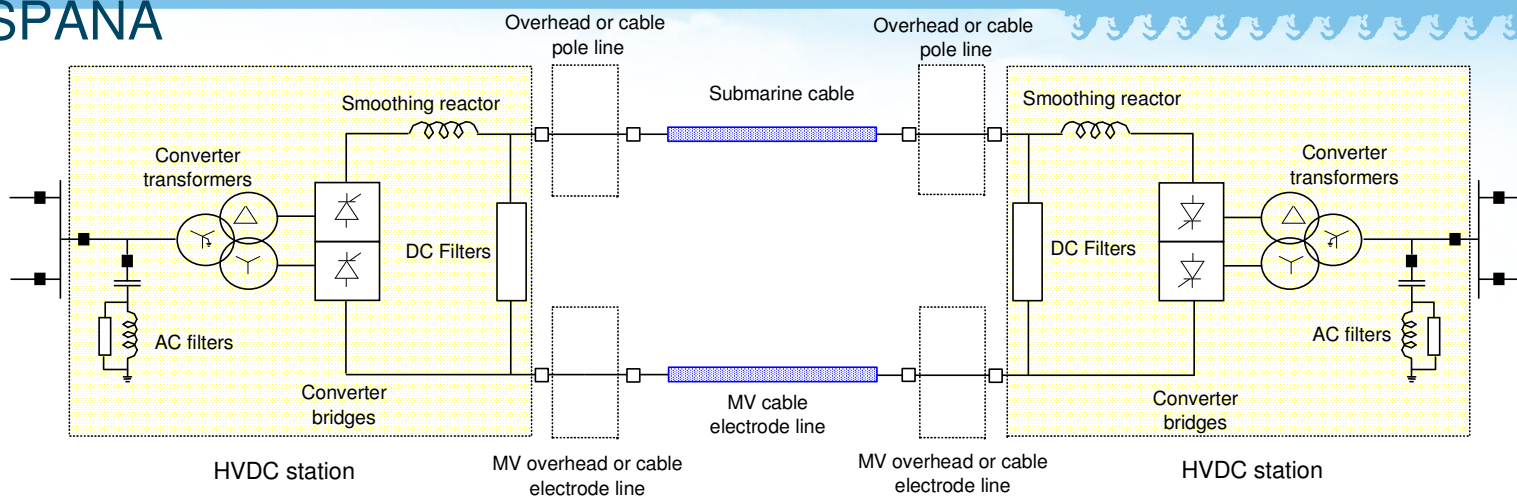 SPANA
Overhead or cable
pole line
Overhead or cable
pole line
Smoothing reactor
Submarine cable
Smoothing reactor
Converter
transformers
Converter
transformers
DC Filters
DC Filters
AC filters
AC filters
Converter
bridges
MV cable
electrode line
Converter
bridges
HVDC station
MV overhead or cable
electrode line
MV overhead or cable
electrode line
HVDC station